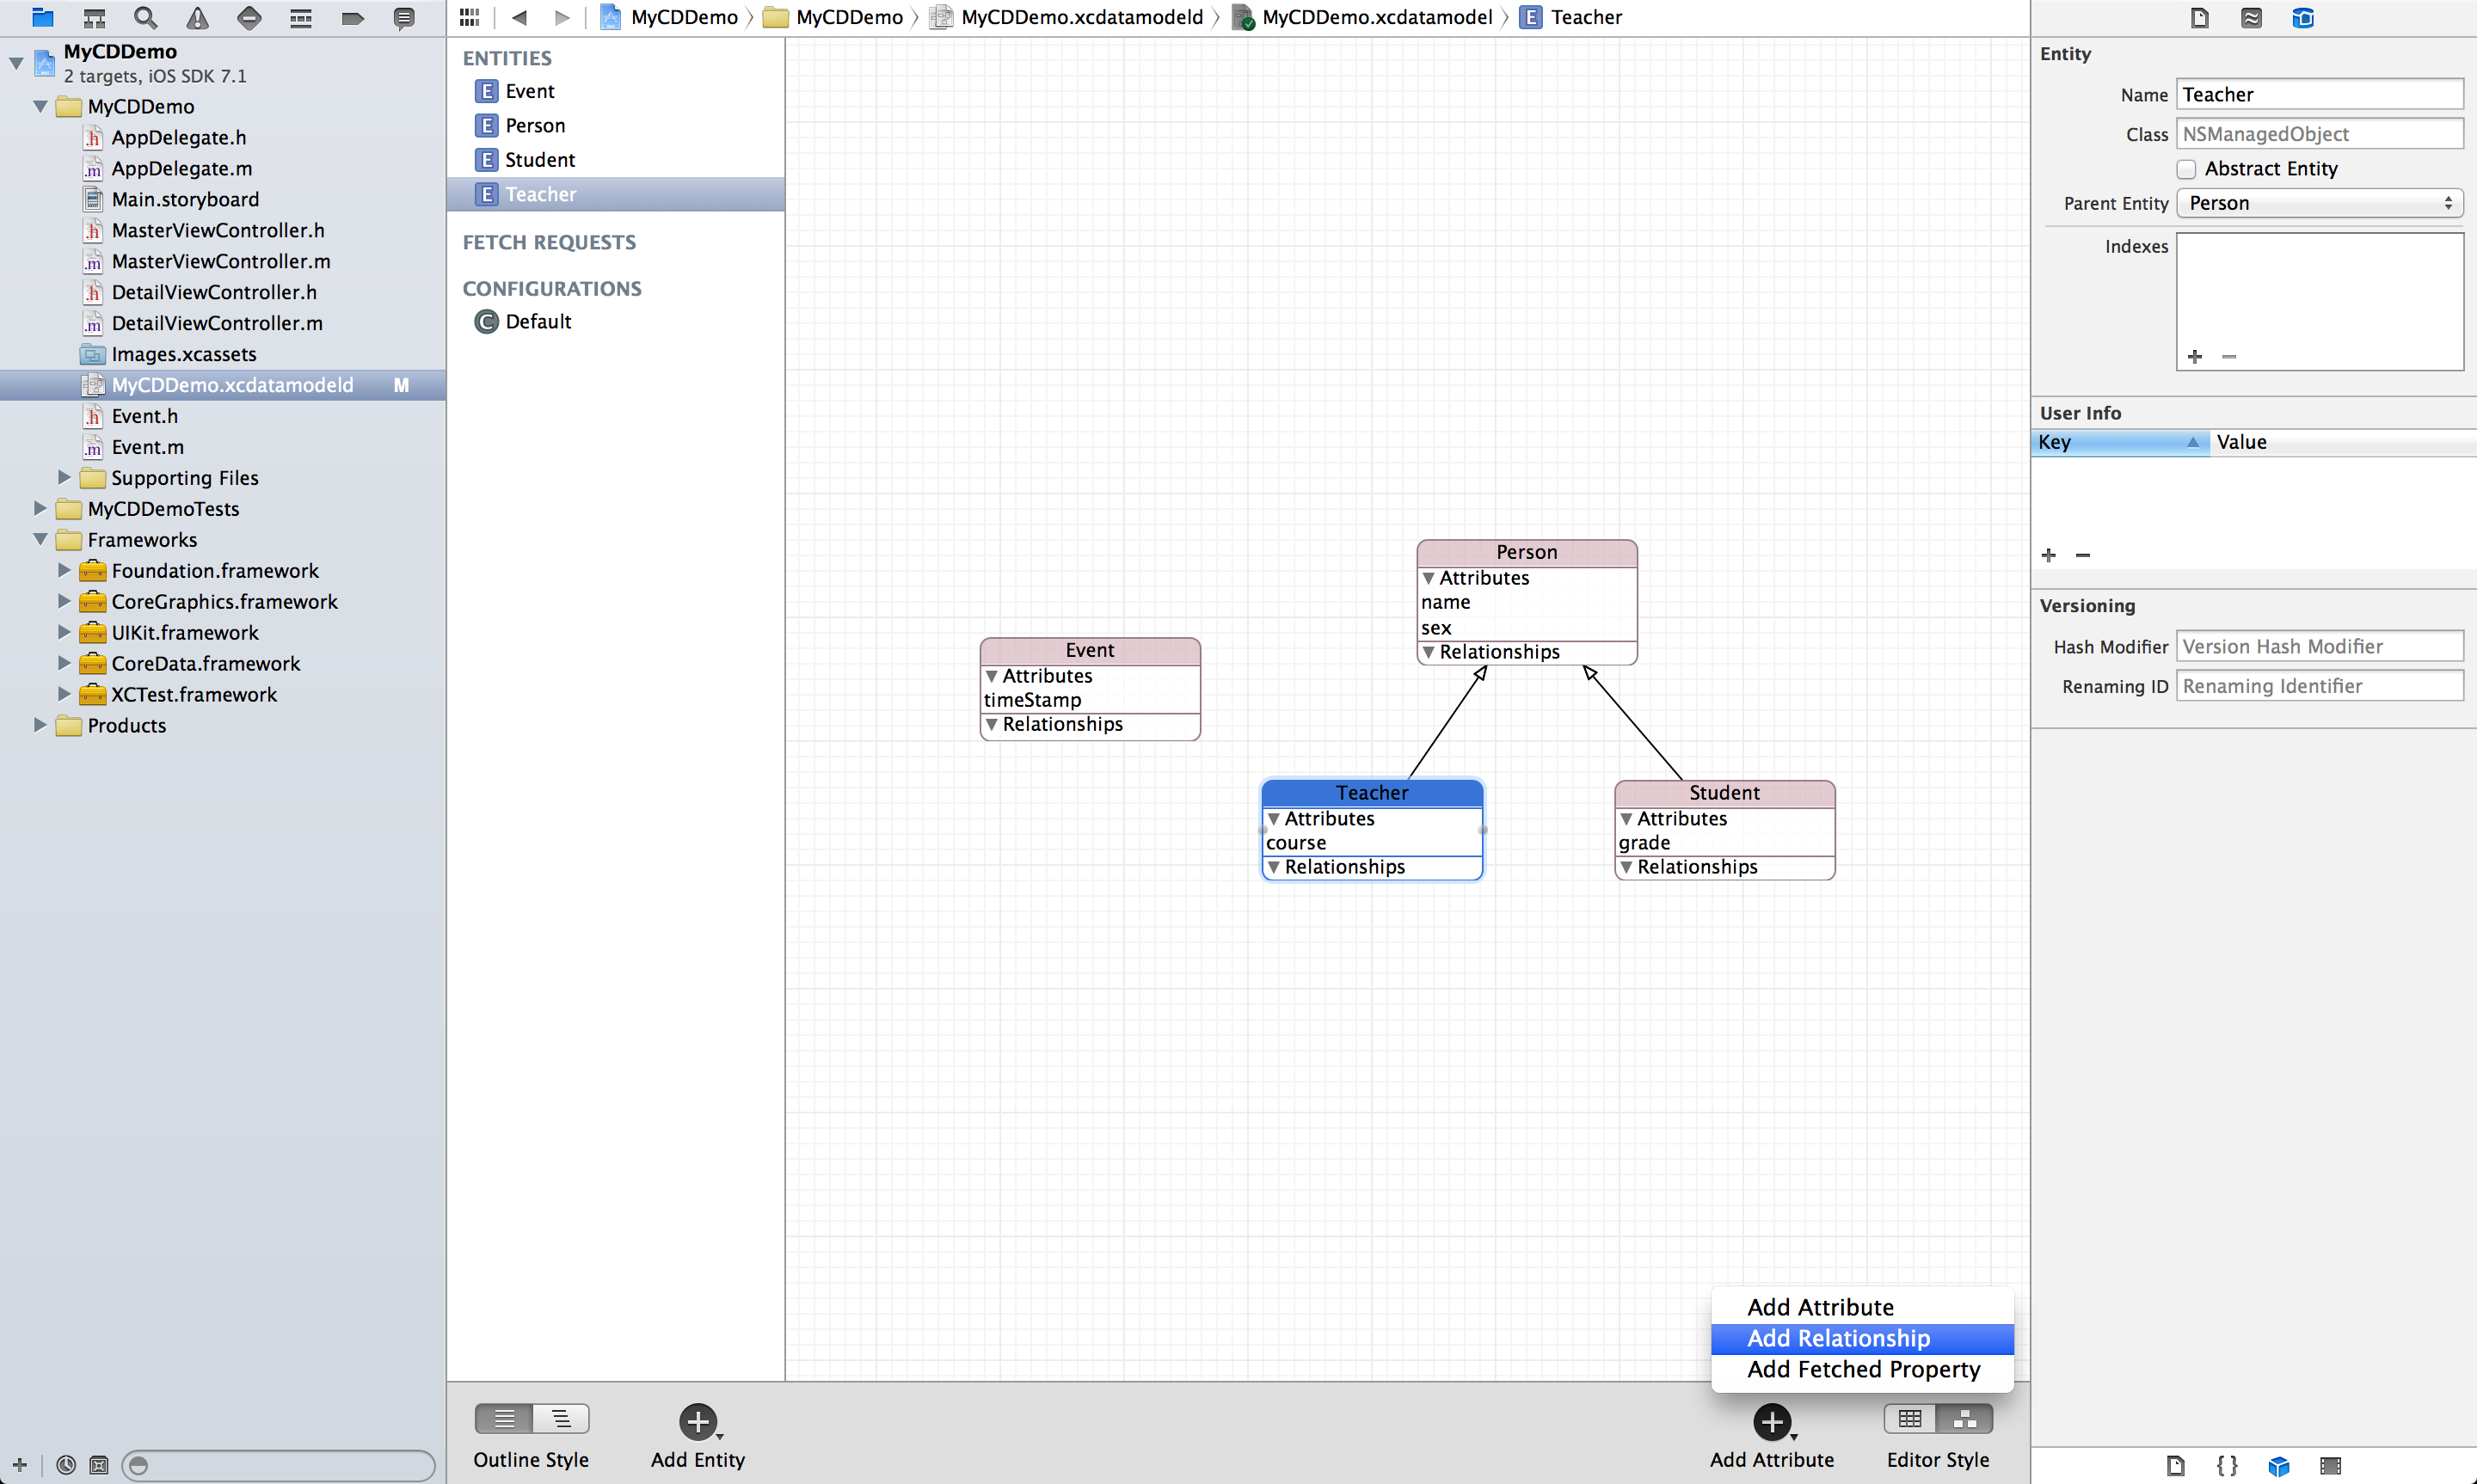 MyCDDemo
2 targets, iOS SDK 7.1
MyCDDemo
AppDelegate.h
AppDelegate.m
Main.storyboard
MasterViewController.h
MasterViewController.m
DetailViewController.h
DetailViewController.m
Images.xcassets
MyCDDemo.xcdatamodeld M
Event.h
Event.m
Supporting Files
MyCDDemoTests
Frameworks
Foundation.framework
CoreGraphics.framework
UIKit.framework
CoreData.framework
XCTest.framework
Products
MyCDDemo MyCDDemo MyCDDemo.xcdatamodeld MyCDDemo.xcdatamodel E Teacher
ENTITIES
E Event
E Person
E Student
E Teacher
FETCH REQUESTS
CONFIGURATIONS
C Default
Person
Attributes
name
sex
Relationships
Event
Attributes
timeStamp
Relationships
Teacher
Attributes
course
Relationships
Student
Attributes
grade
Relationships
Add Attribute
Add Relationship
Add Fetched Property
Outline Style
Add Entity
Add Attribute
Editor Style
Entity
Name Teacher
Class NSManagedObject
Abstract Entity
Parent Entity Person
Indexes
User Info
Key Value
Versioning
Hash Modifier Version Hash Modifier
Renaming ID Renaming Identifier